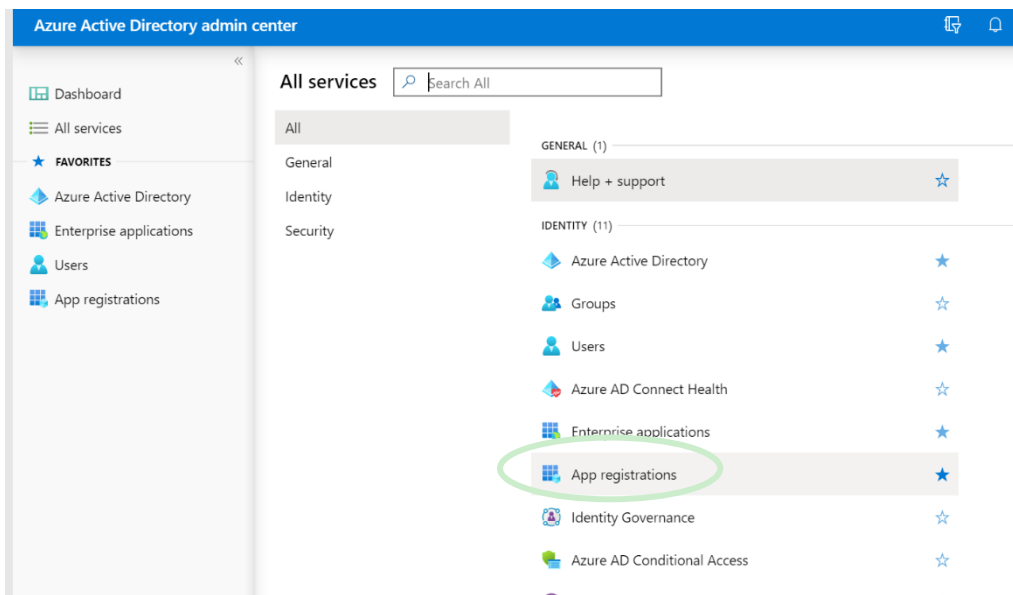 Azure Active Directory admin center
«
Dashboard
All services
FAVORITES
Azure Active Directory
Enterprise applications
Users
App registrations
All services
Search All
All
General
Identity
Security
GENERAL (1)
Help + support
IDENTITY (11)
Azure Active Directory
Groups
Users
Azure AD Connect Health
Enterprise applications
App registrations
Identity Governance
Azure AD Conditional Access